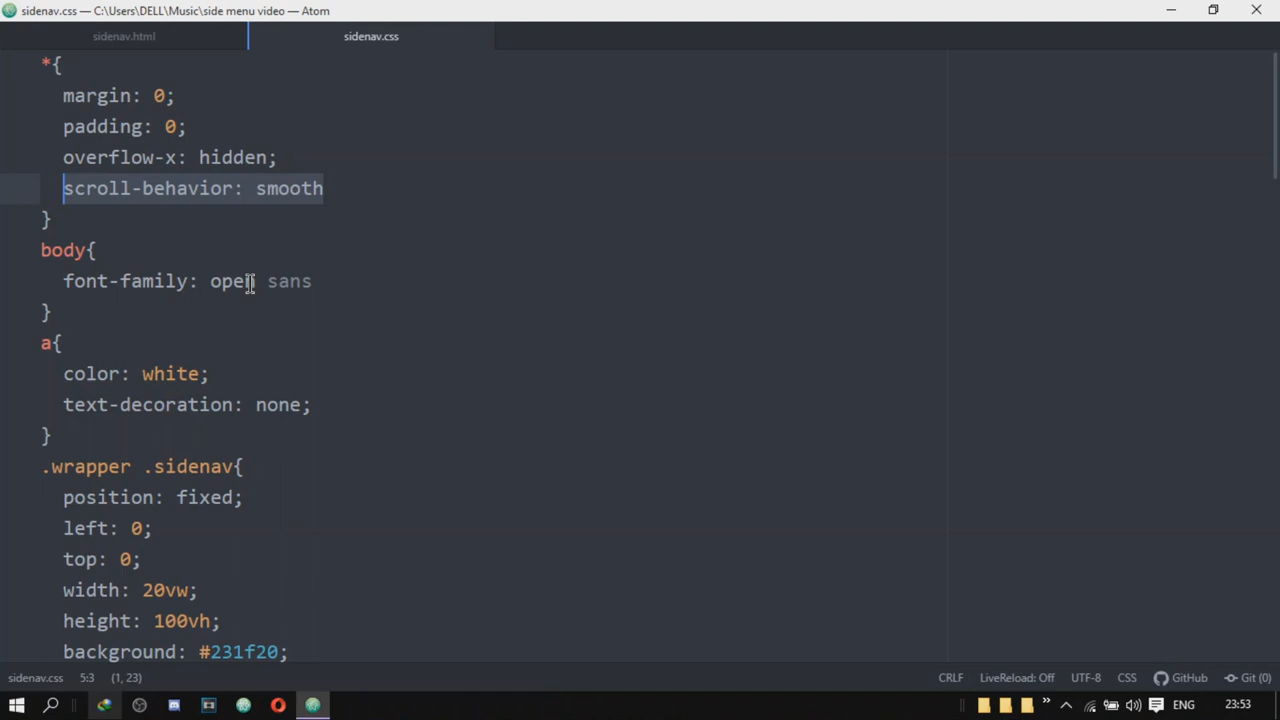 sidenav.css — C:\Users\DELL\Music\side menu video — Atom
sidenav.html sidenav.css
*{
margin: 0;
padding: 0;
overflow-x: hidden;
scroll-behavior: smooth
}
body{
font-family: open sans
}
a{
color: white;
text-decoration: none;
}
.wrapper .sidenav{
position: fixed;
left: 0;
top: 0;
width: 20vw;
height: 100vh;
background: #231f20;
sidenav.css 5:3 (1, 23) CRLF LiveReload: Off UTF-8 CSS GitHub Git (0)
ENG 23:53